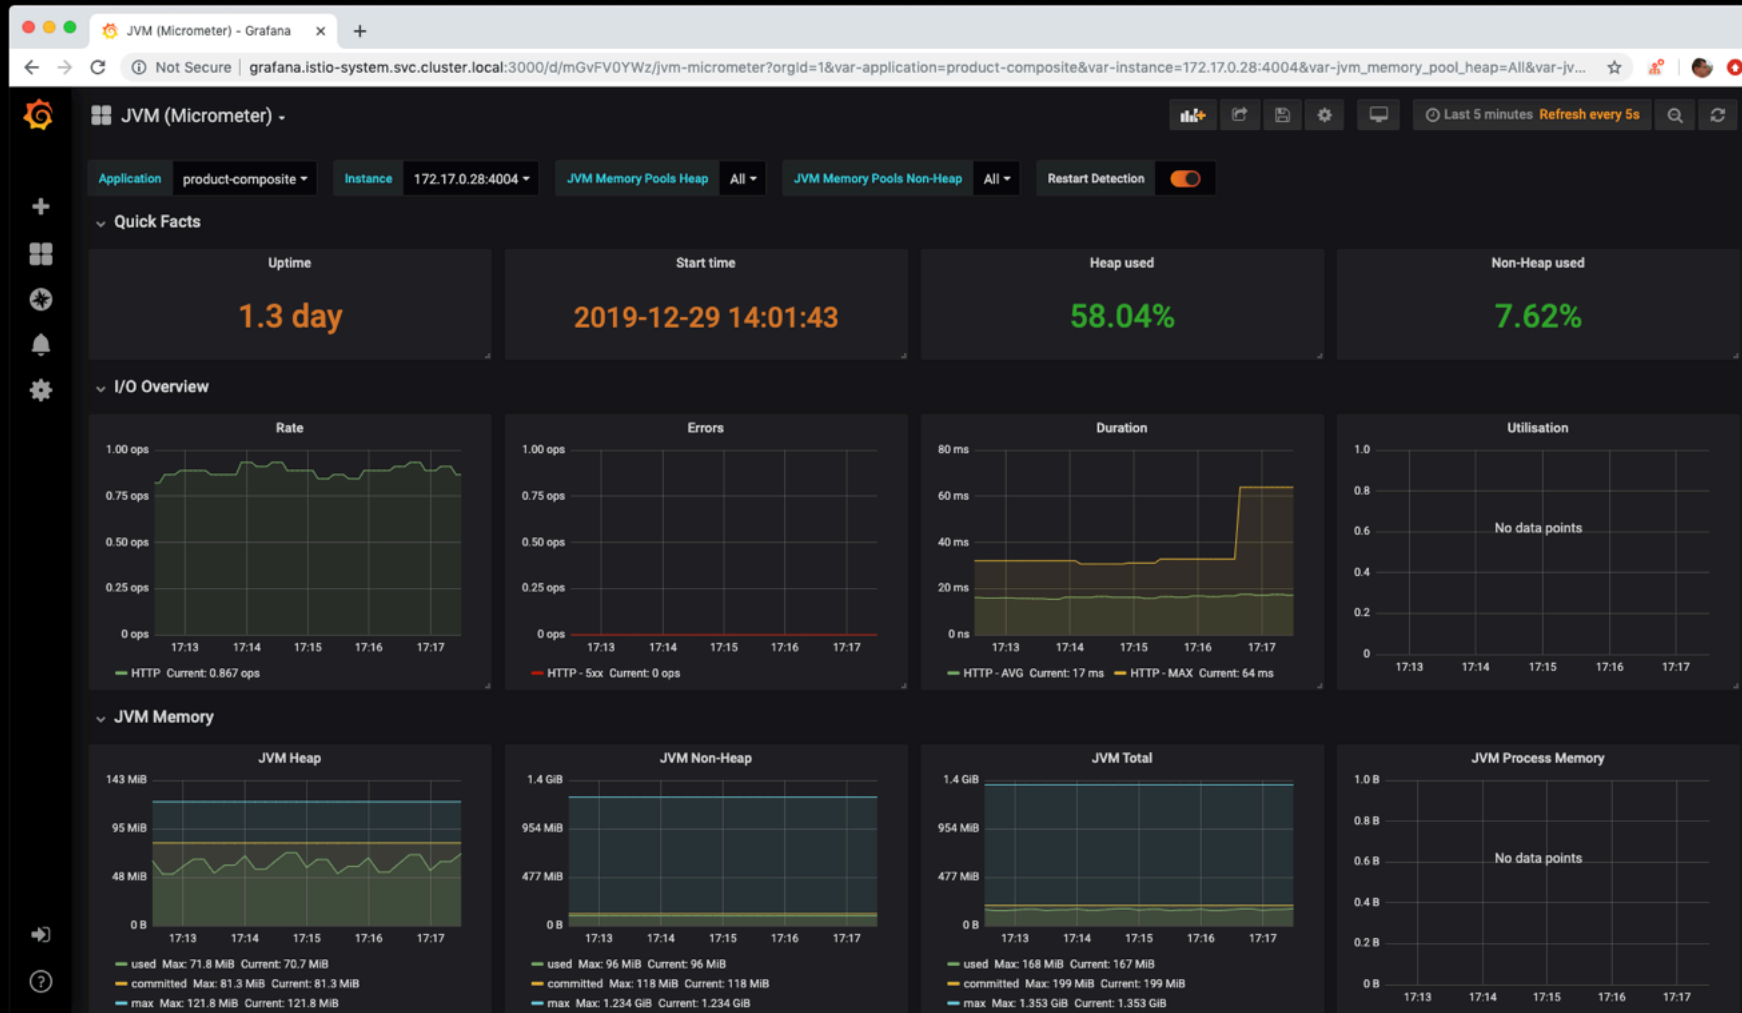 JVM (Micrometer) - Grafana
Not Secure | grafana.istio-system.svc.cluster.local:3000/d/mGvFV0YWz/jvm-micrometer?orgId=1&var-application=product-composite&var-instance=172.17.0.28:4004&var-jvm_memory_pool_heap=All&var-jv...
JVM (Micrometer)
Last 5 minutes Refresh every 5s
Application product-composite Instance 172.17.0.28:4004 JVM Memory Pools Heap All JVM Memory Pools Non-Heap All Restart Detection
Quick Facts
Uptime
1.3 day
Start time
2019-12-29 14:01:43
Heap used
58.04%
Non-Heap used
7.62%
I/O Overview
Rate
1.00 ops
0.75 ops
0.50 ops
0.25 ops
0 ops
17:13 17:14 17:15 17:16 17:17
HTTP Current: 0.867 ops
Errors
1.00 ops
0.75 ops
0.50 ops
0.25 ops
0 ops
17:13 17:14 17:15 17:16 17:17
HTTP - 5xx Current: 0 ops
Duration
80 ms
60 ms
40 ms
20 ms
0 ns
17:13 17:14 17:15 17:16 17:17
HTTP - AVG Current: 17 ms HTTP - MAX Current: 64 ms
Utilisation
1.0
0.8
0.6
0.4
0.2
0
No data points
17:13 17:14 17:15 17:16 17:17
JVM Memory
JVM Heap
143 MiB
95 MiB
48 MiB
0 B
17:13 17:14 17:15 17:16 17:17
used Max: 71.8 MiB Current: 70.7 MiB
committed Max: 81.3 MiB Current: 81.3 MiB
max Max: 121.8 MiB Current: 121.8 MiB
JVM Non-Heap
1.4 GiB
954 MiB
477 MiB
0 B
17:13 17:14 17:15 17:16 17:17
used Max: 96 MiB Current: 96 MiB
committed Max: 118 MiB Current: 118 MiB
max Max: 1.234 GiB Current: 1.234 GiB
JVM Total
1.4 GiB
954 MiB
477 MiB
0 B
17:13 17:14 17:15 17:16 17:17
used Max: 168 MiB Current: 167 MiB
committed Max: 199 MiB Current: 199 MiB
max Max: 1.353 GiB Current: 1.353 GiB
JVM Process Memory
1.0 B
0.8 B
0.6 B
0.4 B
0.2 B
0 B
No data points
17:13 17:14 17:15 17:16 17:17